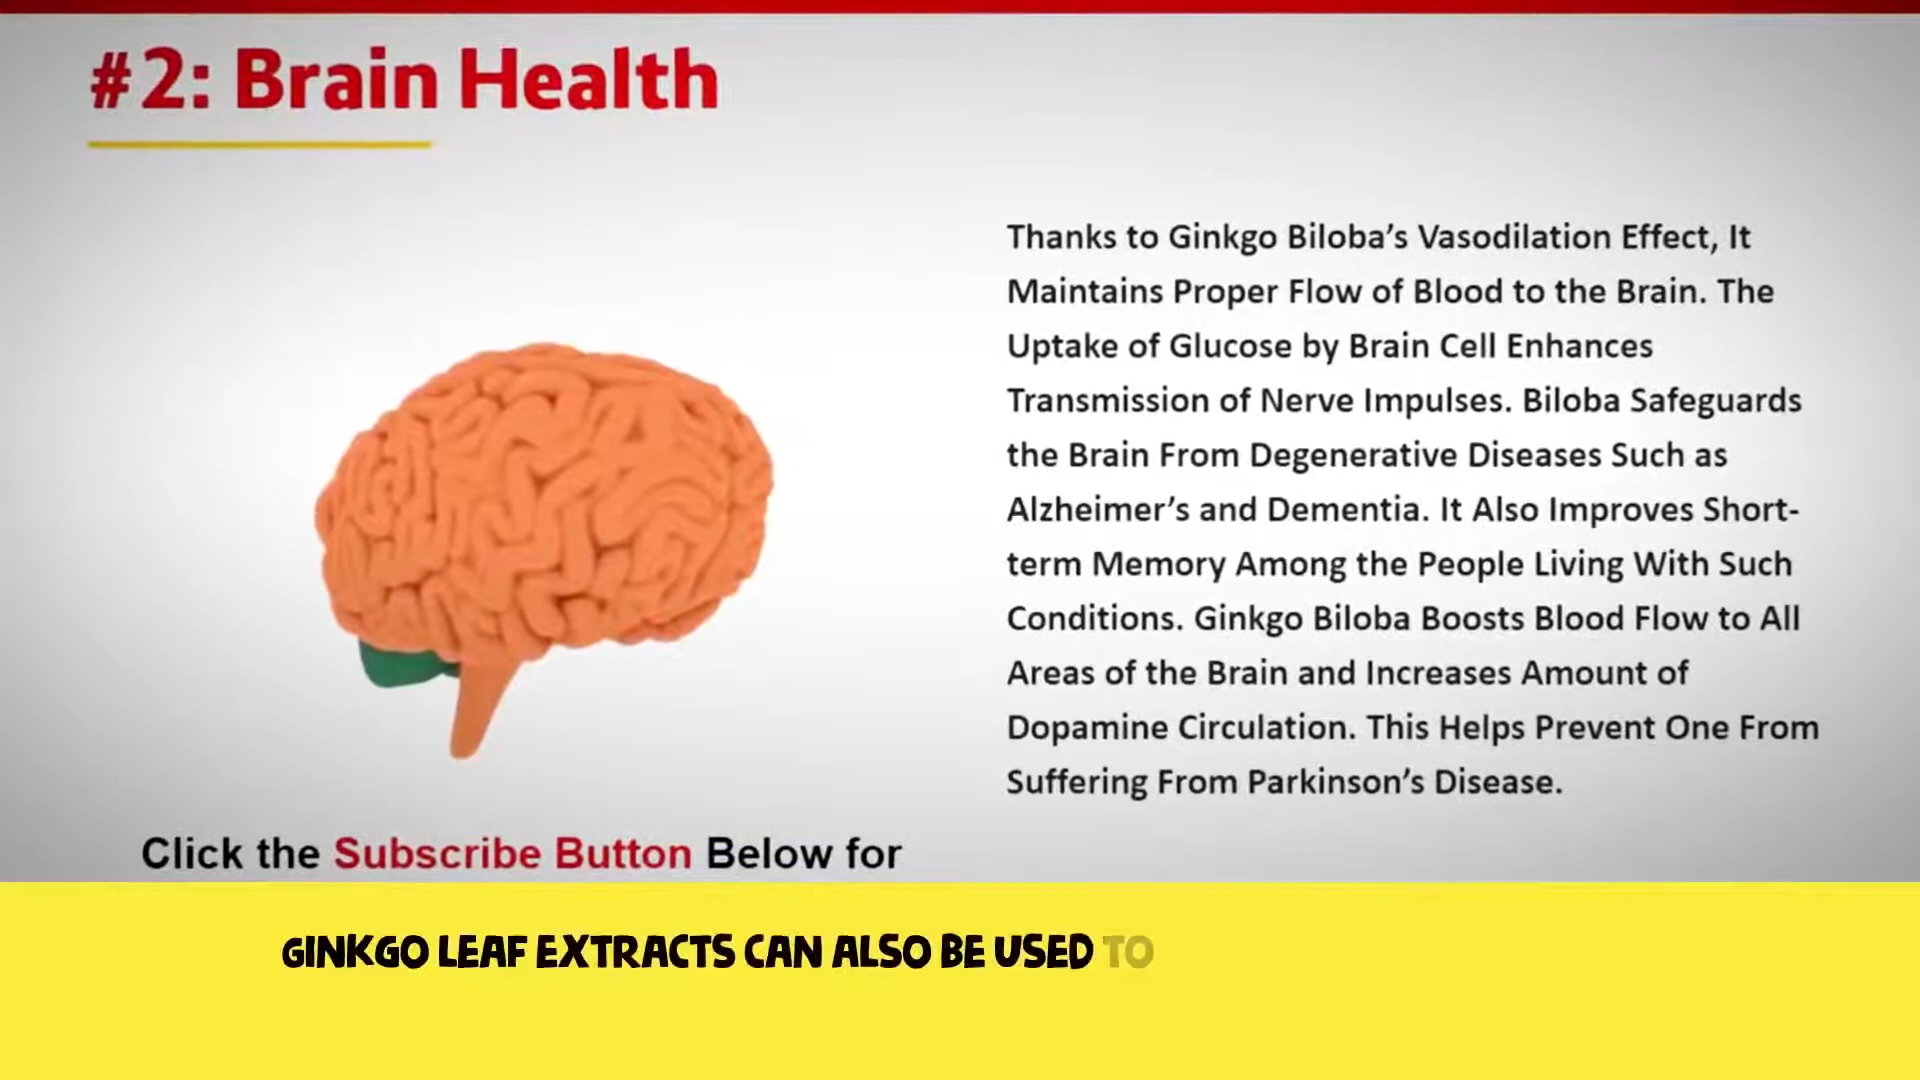 #2: Brain Health
Thanks to Ginkgo Biloba's Vasodilation Effect, It
Maintains Proper Flow of Blood to the Brain. The
Uptake of Glucose by Brain Cell Enhances
Transmission of Nerve Impulses. Biloba Safeguards
the Brain From Degenerative Diseases Such as
Alzheimer's and Dementia. It Also Improves Short-
term Memory Among the People Living With Such
Conditions. Ginkgo Biloba Boosts Blood Flow to All
Areas of the Brain and Increases Amount of
Dopamine Circulation. This Helps Prevent One From
Suffering From Parkinson's Disease.
Click the Subscribe Button Below for
GINKGO LEAF EXTRACTS CAN ALSO BE USED TO